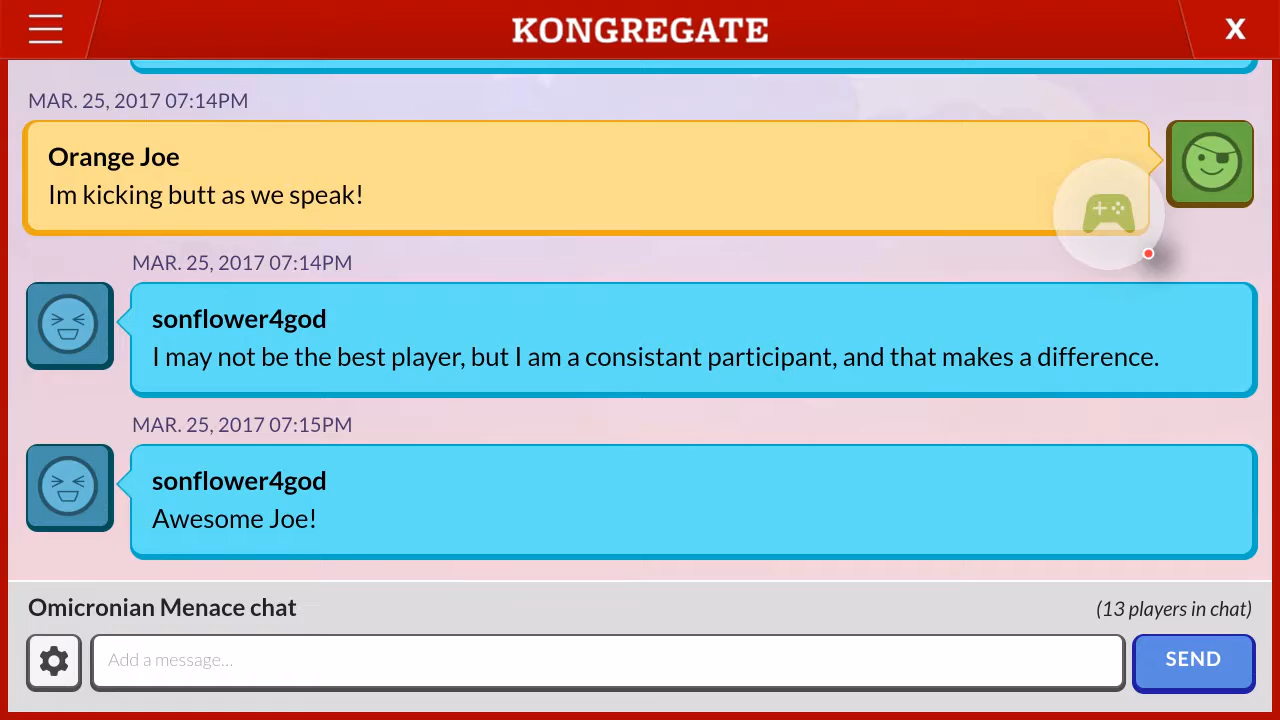 KONGREGATE
X
MAR. 25, 2017 07:14PM
Orange Joe
Im kicking butt as we speak!
MAR. 25, 2017 07:14PM
sonflower4god
I may not be the best player, but I am a consistant participant, and that makes a difference.
MAR. 25, 2017 07:15PM
sonflower4god
Awesome Joe!
Omicronian Menace chat
(13 players in chat)
Add a message...
SEND